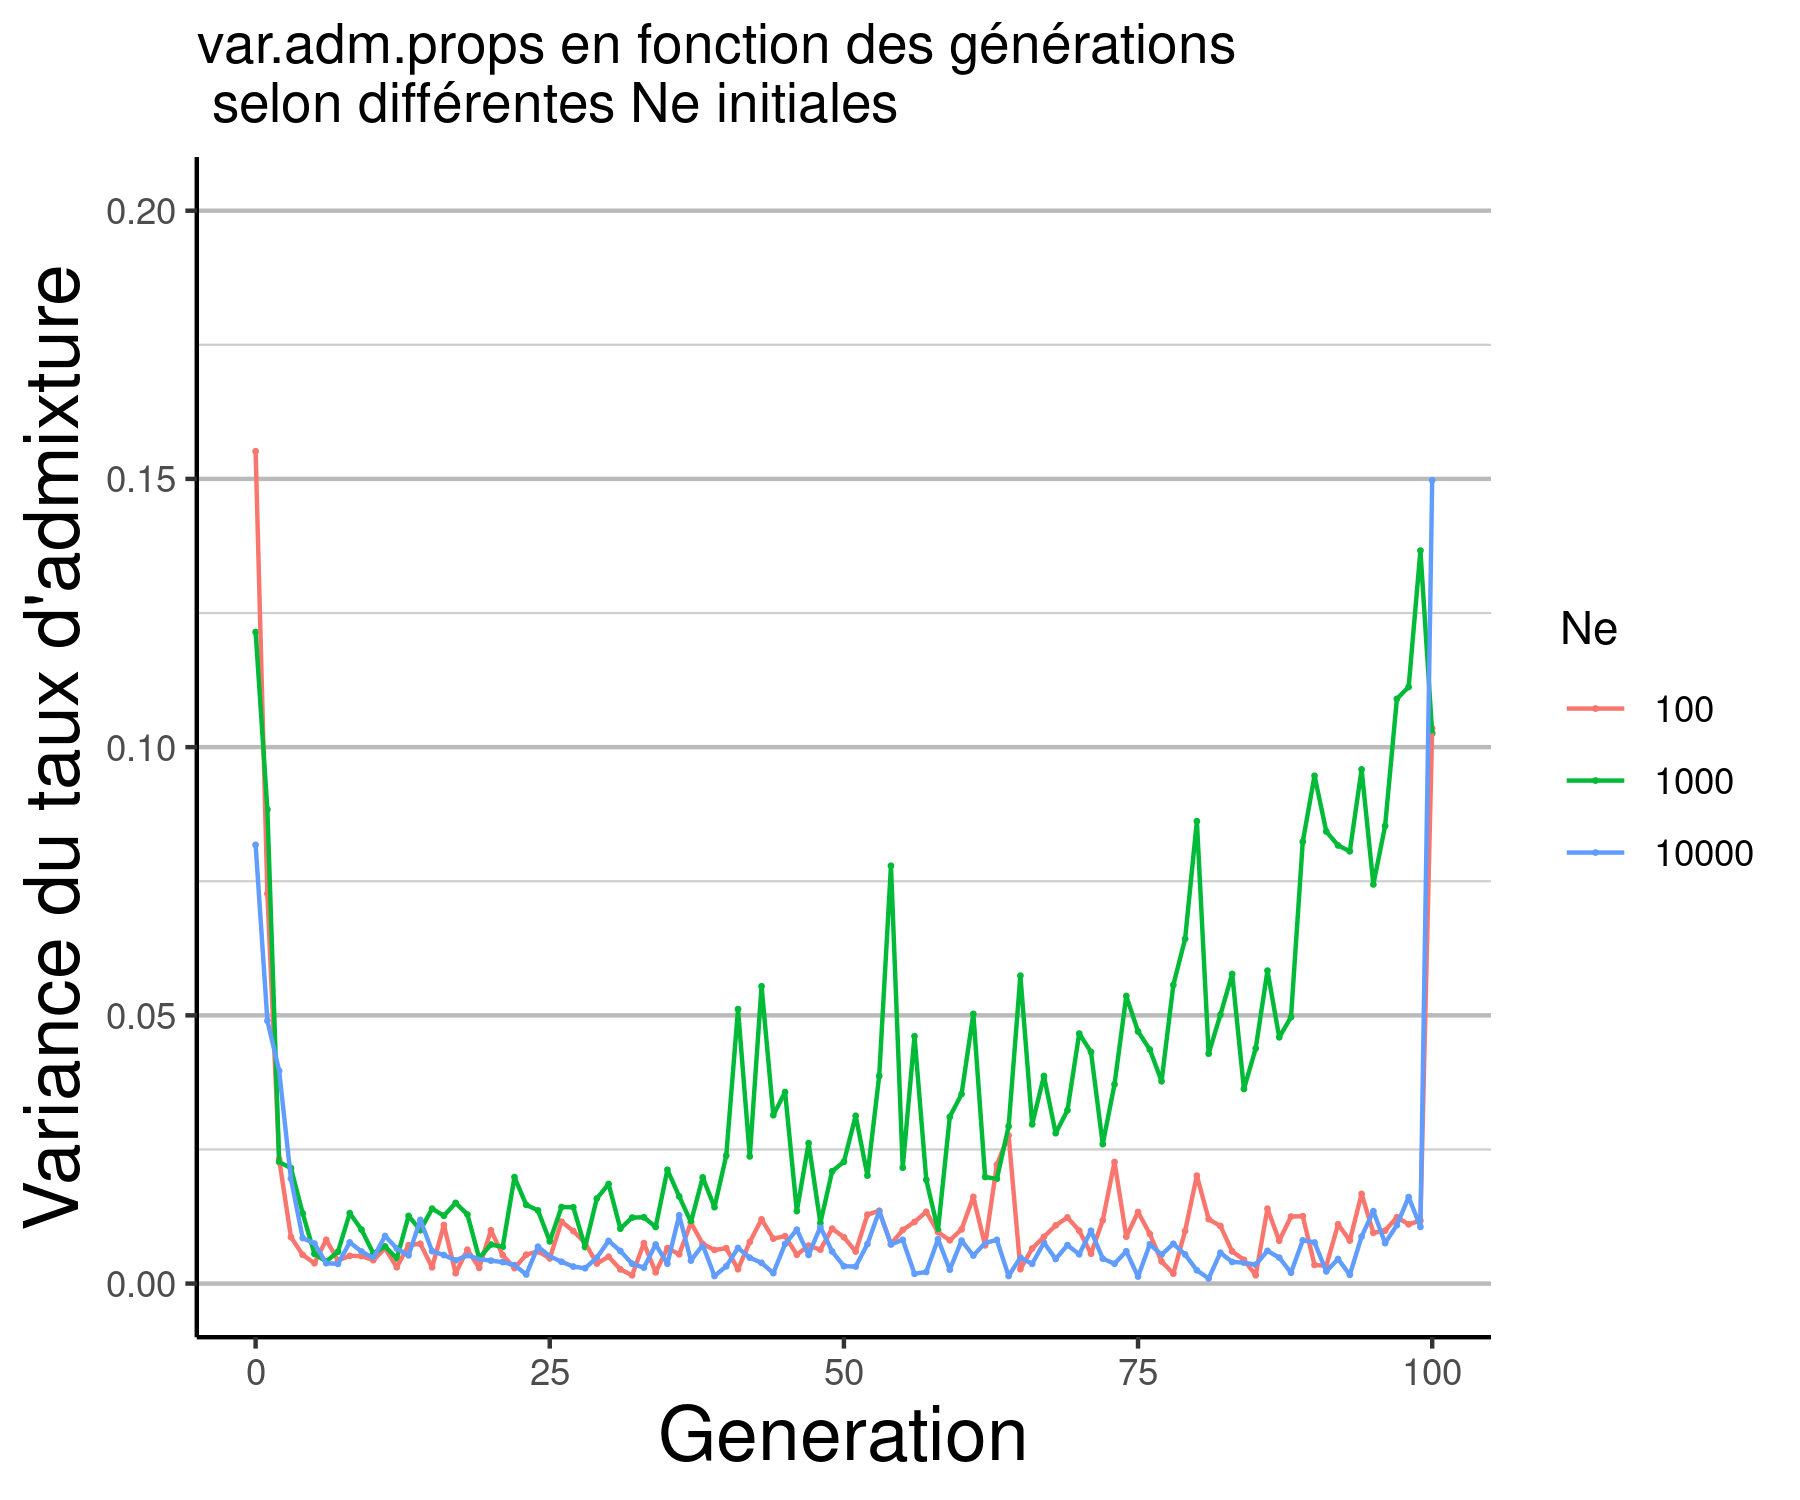 var.adm.props en fonction des générations
selon différentes Ne initiales
Variance du taux d'admixture
0.20
0.15
0.10
0.05
0.00
0
25
50
75
100
Generation
Ne
100
1000
10000